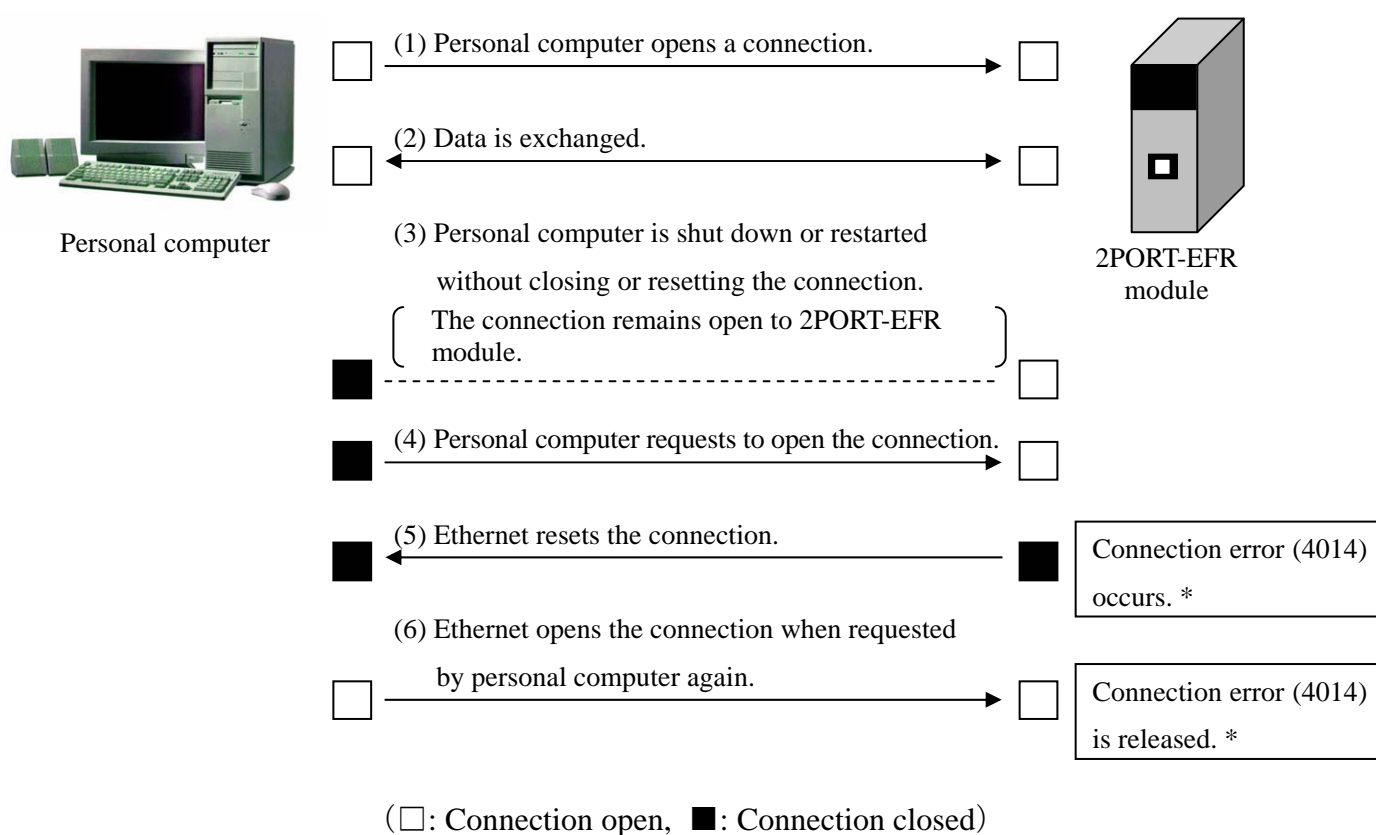 (1) Personal computer opens a connection.
(2) Data is exchanged.
Personal computer
(3) Personal computer is shut down or restarted
without closing or resetting the connection.
2PORT-EFR
module
The connection remains open to 2PORT-EFR
module.
(4) Personal computer requests to open the connection.
(5) Ethernet resets the connection.
Connection error (4014)
occurs. *
(6) Ethernet opens the connection when requested
by personal computer again.
Connection error (4014)
is released. *
(□: Connection open, ■: Connection closed)